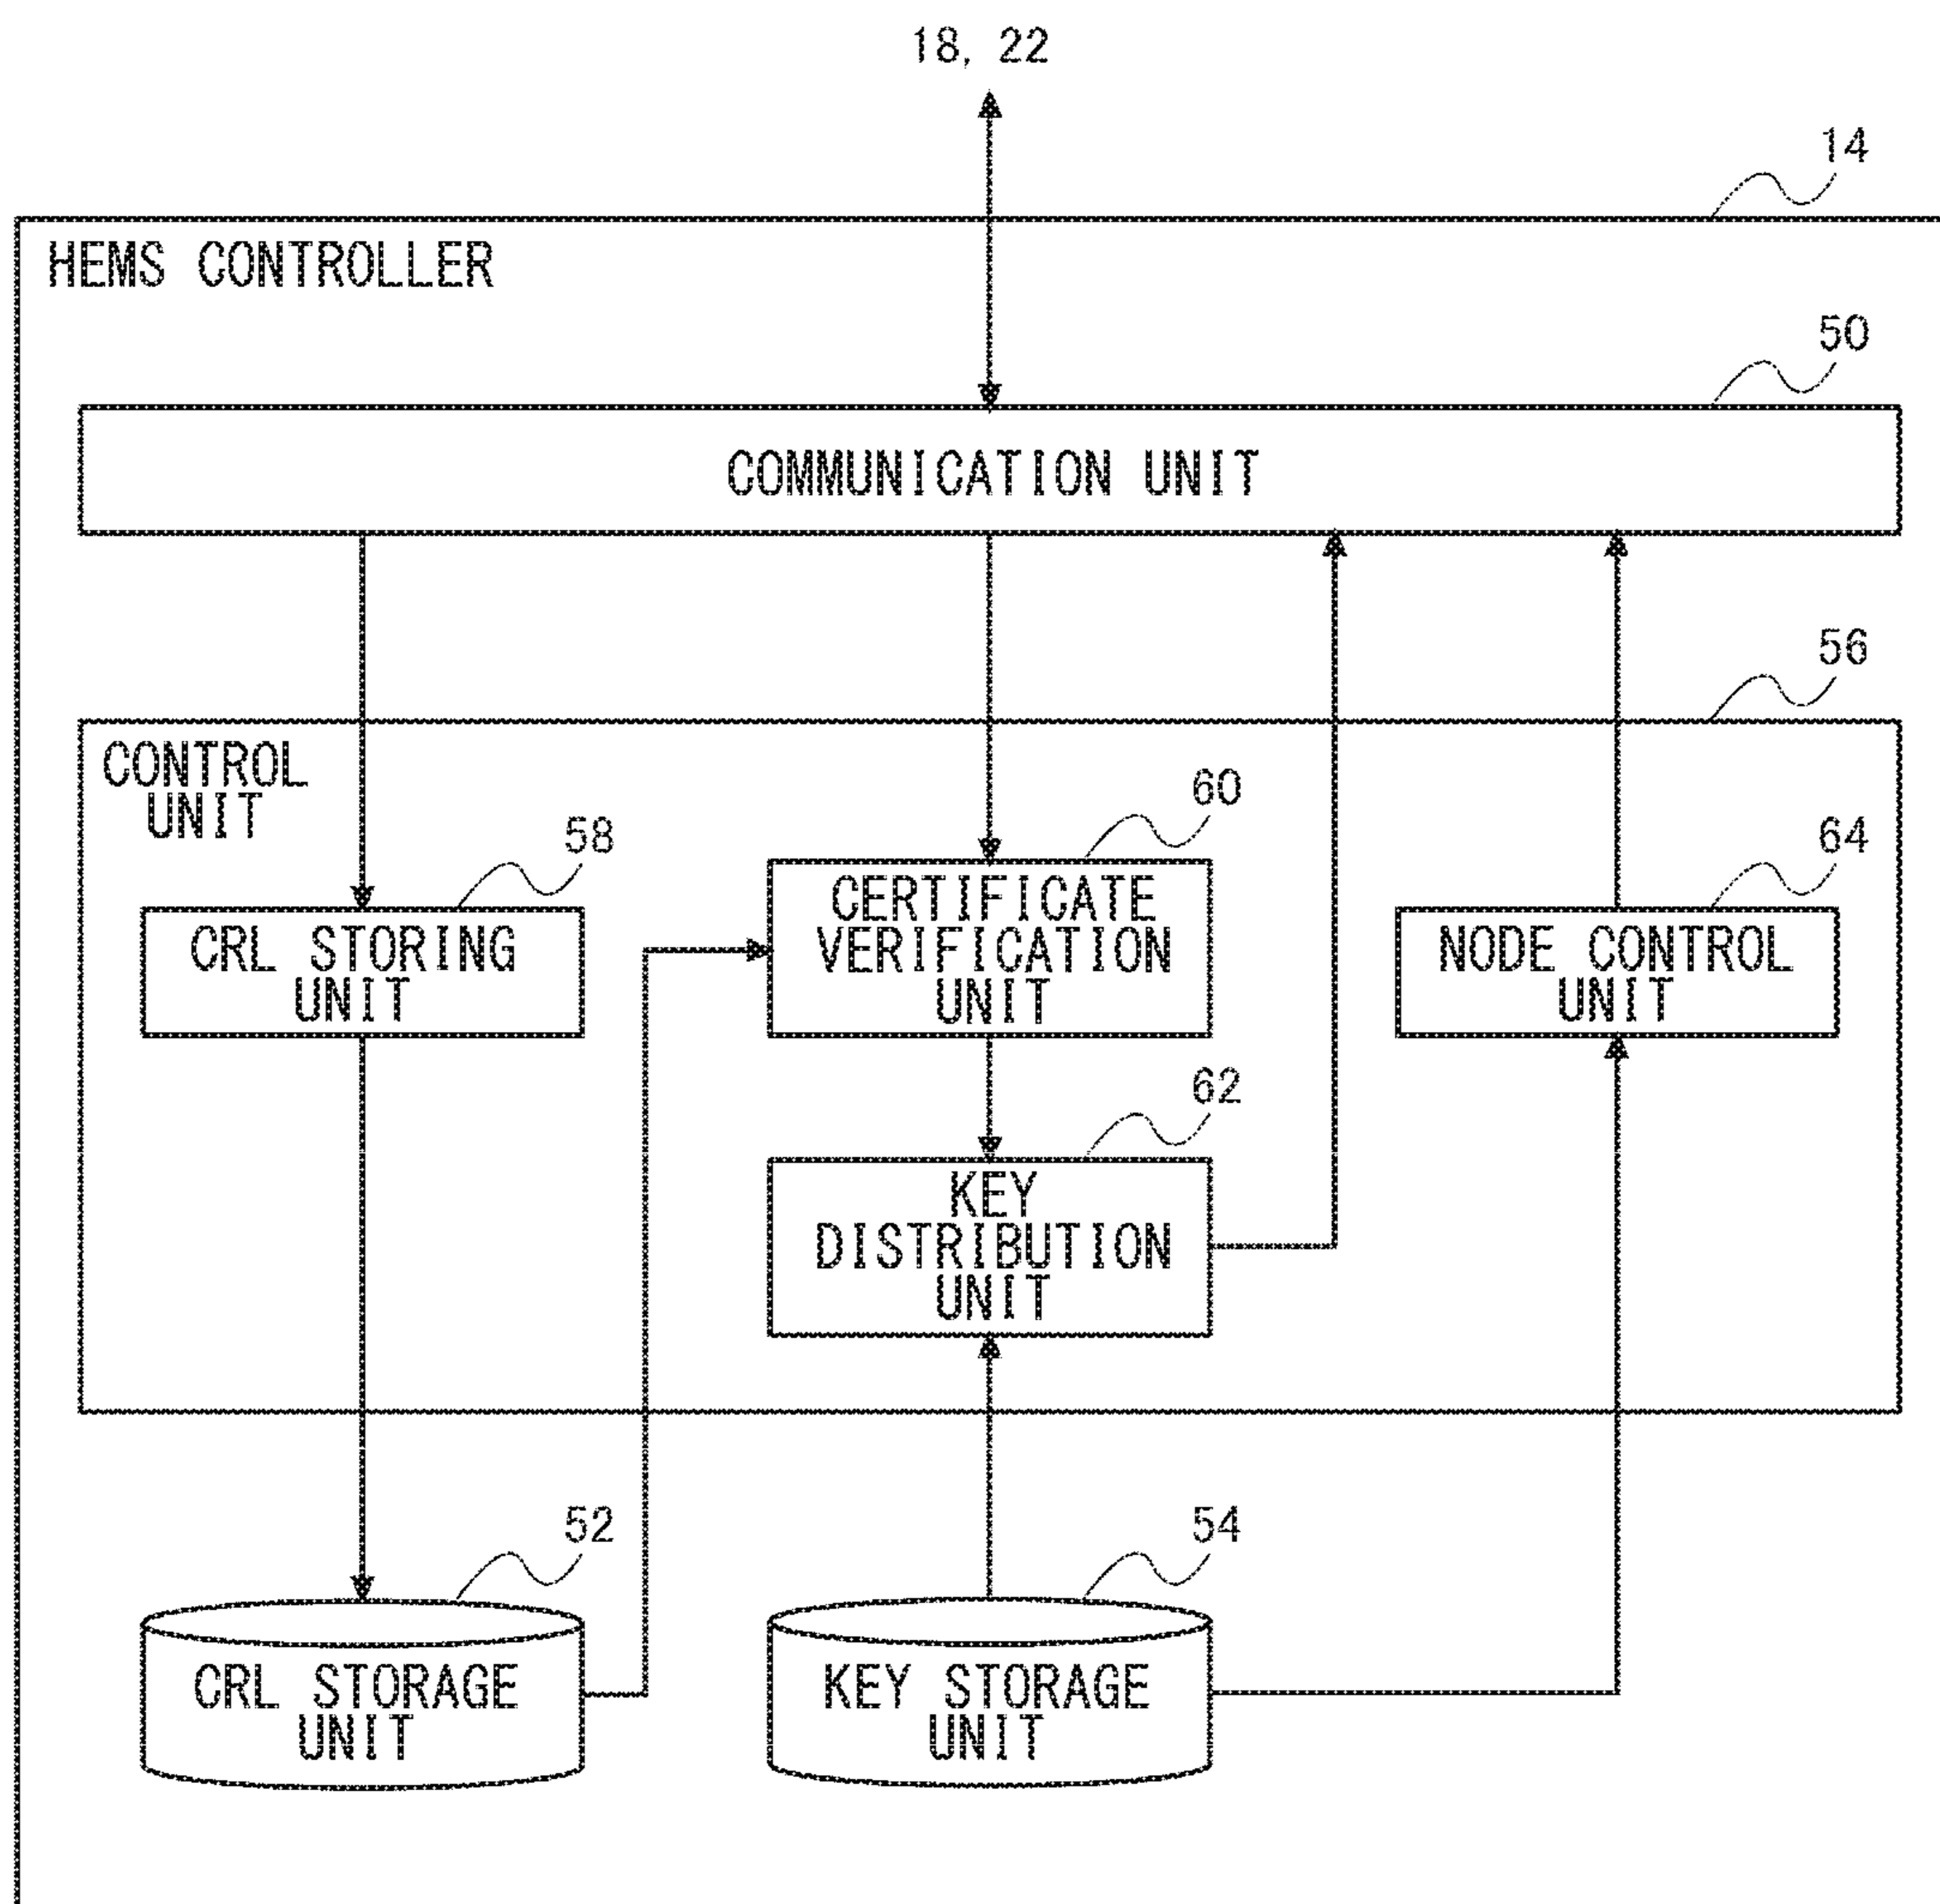 18, 22
14
HEMS CONTROLLER
50
COMMUNICATION UNIT
56
CONTROL
UNIT
58
60
64
CRL STORING
UNIT
CERTIFICATE
VERIFICATION
UNIT
NODE CONTROL
UNIT
62
KEY
DISTRIBUTION
UNIT
52
54
CRL STORAGE
UNIT
KEY STORAGE
UNIT